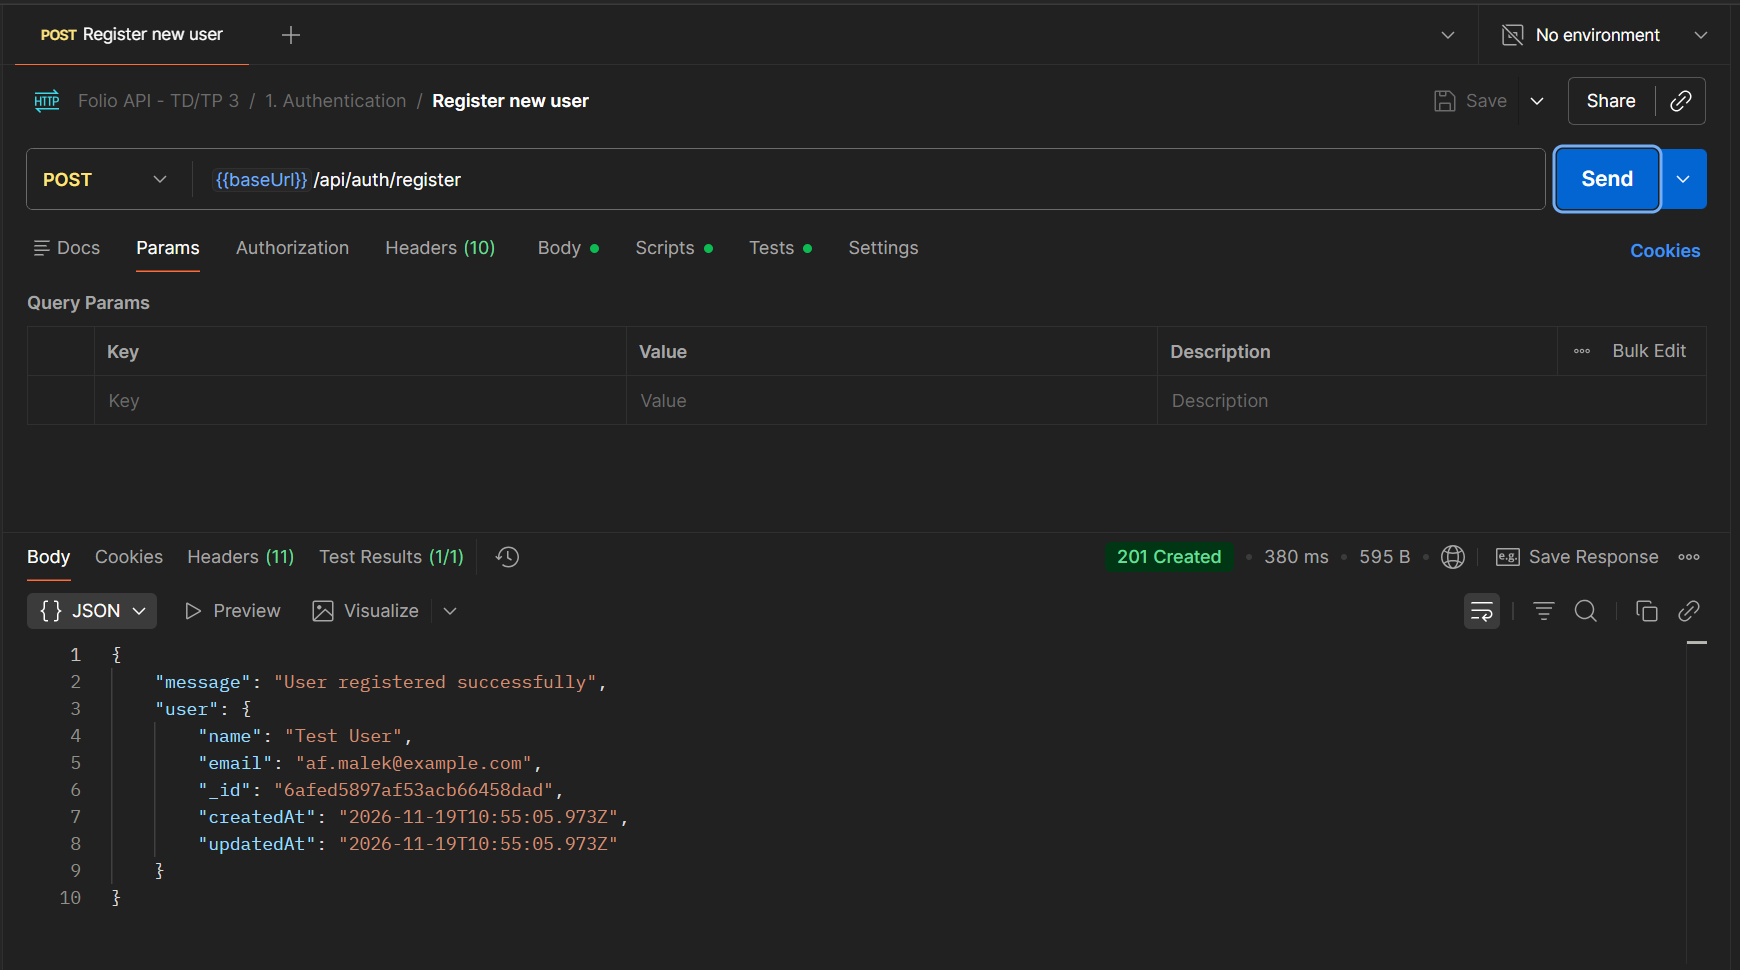 POST Register new user
No environment
HTTP Folio API - TD/TP 3 / 1. Authentication / Register new user
Save
Share
POST {{baseUrl}} /api/auth/register
Send
Docs Params Authorization Headers (10) Body Scripts Tests Settings
Cookies
Query Params
Key Value Description Bulk Edit
Key Value Description
Body Cookies Headers (11) Test Results (1/1)
201 Created 380 ms 595 B e.g. Save Response
{} JSON Preview Visualize
1 {
2 "message": "User registered successfully",
3 "user": {
4 "name": "Test User",
5 "email": "af.malek@example.com",
6 "_id": "6afed5897af53acb66458dad",
7 "createdAt": "2026-11-19T10:55:05.973Z",
8 "updatedAt": "2026-11-19T10:55:05.973Z"
9 }
10 }